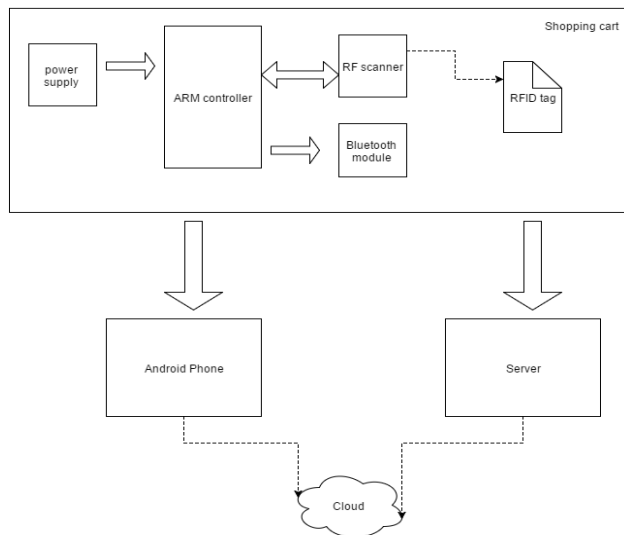 Shopping cart
power
supply
ARM controller
RF scanner
RFID tag
Bluetooth
module
Android Phone
Server
Cloud